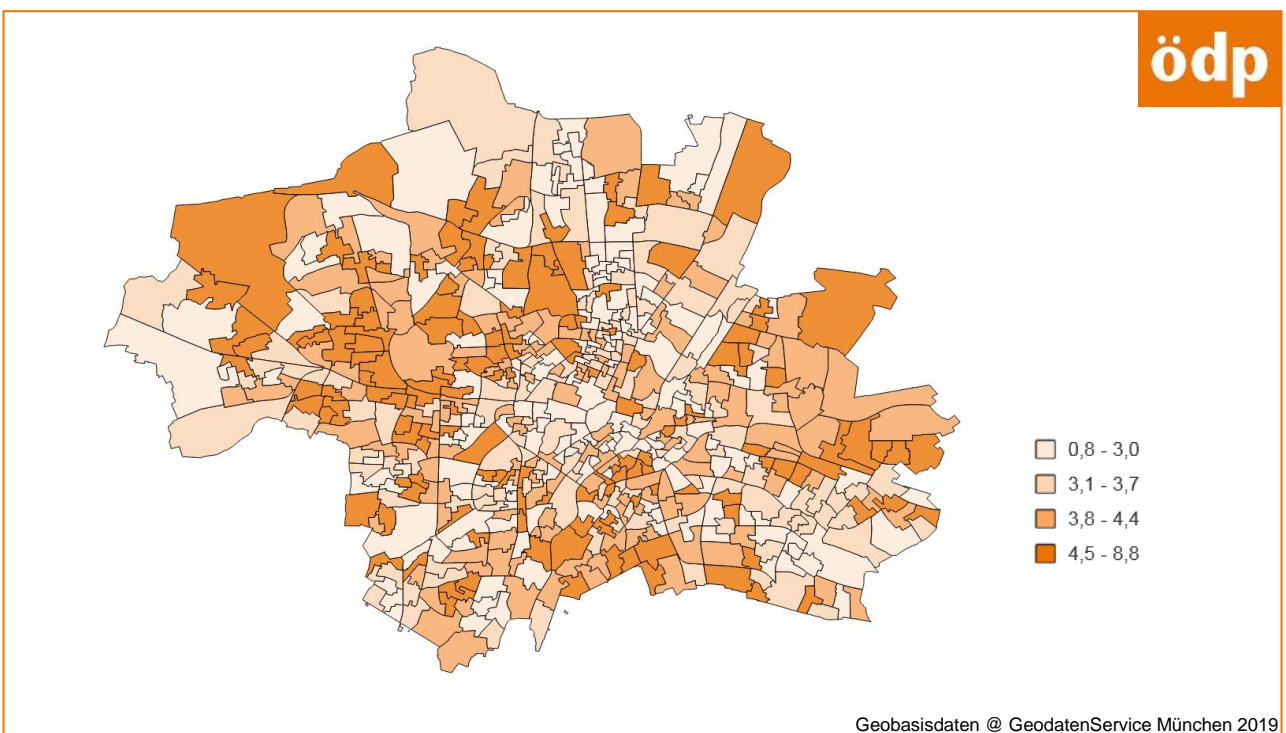 ödp
0,8 - 3,0
3,1 - 3,7
3,8 - 4,4
4,5 - 8,8
Geobasisdaten @ GeodatenService München 2019